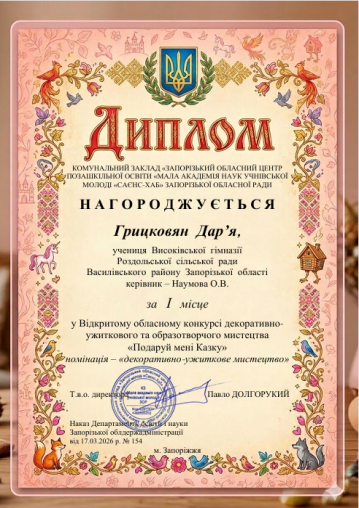 ДИПЛОМ
КОМУНАЛЬНИЙ ЗАКЛАД «ЗАПОРІЗЬКИЙ ОБЛАСНИЙ ЦЕНТР
ПОЗАШКІЛЬНОЇ ОСВІТИ «МАЛА АКАДЕМІЯ НАУК УЧНІВСЬКОЇ
МОЛОДІ «САЄНС-ХАБ» ЗАПОРІЗЬКОЇ ОБЛАСНОЇ РАДИ
НАГОРОДЖУЄТЬСЯ
Грицковян Дар’я,
учениця Високівської гімназії
Роздольської сільської ради
Василівського району Запорізької області
керівник – Наумова О.В.
за I місце
у Відкритому обласному конкурсі декоративно-
ужиткового та образотворчого мистецтва
«Подаруй мені Казку»
номінація – «декоративно-ужиткове мистецтво»
Т.в.о. директора Павло ДОЛГОРУКИЙ
Наказ Департаменту освіти і науки
Запорізької облдержадміністрації
від 17.03.2026 р. № 154
м. Запоріжжя